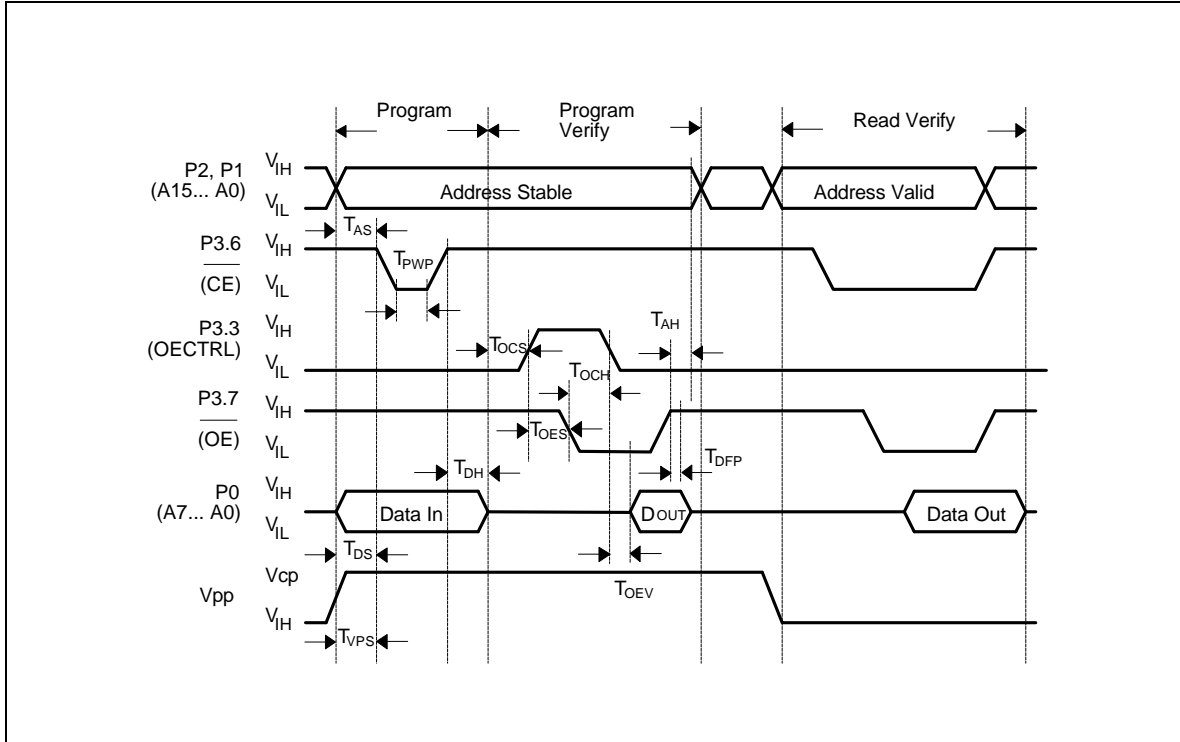 Program
Program
Verify
Read Verify
P2, P1
(A15... A0)
VIH
VIL
Address Stable
Address Valid
TAS
P3.6
(CE)
VIH
VIL
TPWP
P3.3
(OECTRL)
VIH
VIL
TOCS
TAH
TOCH
P3.7
(OE)
VIH
VIL
TOES
TDFP
TDH
P0
(A7... A0)
VIH
VIL
Data In
DOUT
Data Out
TDS
Vpp
Vcp
VIH
TOEV
TVPS